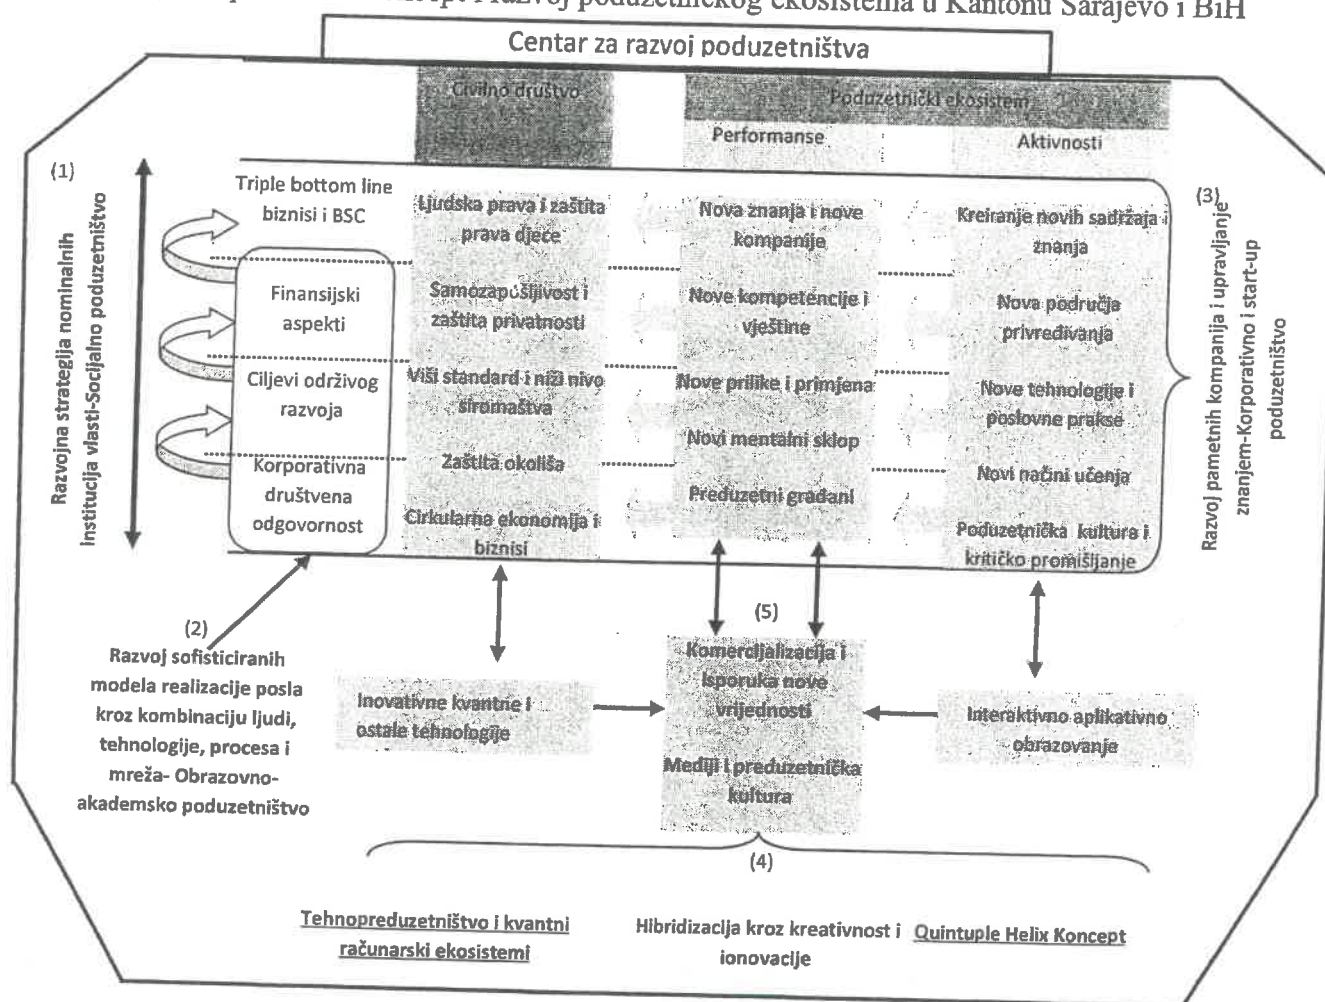 razvoj poduzetničkog ekosistema u Kantonu Sarajevo i BiH
Centar za razvoj poduzetništva
Civilno društvo
Poduzetnički ekosistem
Performanse
Aktivnosti
(1)
Razvojna strategija nominalnih
Institucija vlasti-Socijalno poduzetništvo
Triple bottom line
biznisi i BSC
Finansijski
aspekti
Ciljevi održivog
razvoja
Korporativna
društvena
odgovornost
Ljudska prava i zaštita
prava djece
Samozapošljivost i
zaštita privatnosti
Viši standard i niži nivo
siromaštva
Zaštita okoliša
Cirkularna ekonomija i
biznisi
Nova znanja i nove
kompanije
Nove kompetencije i
vještine
Nove prilike i primjena
Novi mentalni sklop
Preduzetni građani
Kreiranje novih sadržaja i
znanja
Nova područja
privređivanja
Nove tehnologije i
poslovne prakse
Novi načini učenja
Poduzetnička kultura i
kritičko promišljanje
(3)
Razvoj pametnih kompanija i upravljanje
znanjem-Korporativno i start-up
poduzetništvo
(2)
Razvoj sofisticiranih
modela realizacije posla
kroz kombinaciju ljudi,
tehnologije, procesa i
mreža- Obrazovno-
akademsko poduzetništvo
Inovativne kvantne i
ostale tehnologije
(5)
Komercijalizacija i
isporuka nove
vrijednosti
Mediji i preduzetnička
kultura
Interaktivno aplikativno
obrazovanje
(4)
Tehnopreduzetništvo i kvantni
računarski ekosistemi
Hibridizacija kroz kreativnost i
ionovacije
Quintuple Helix Koncept